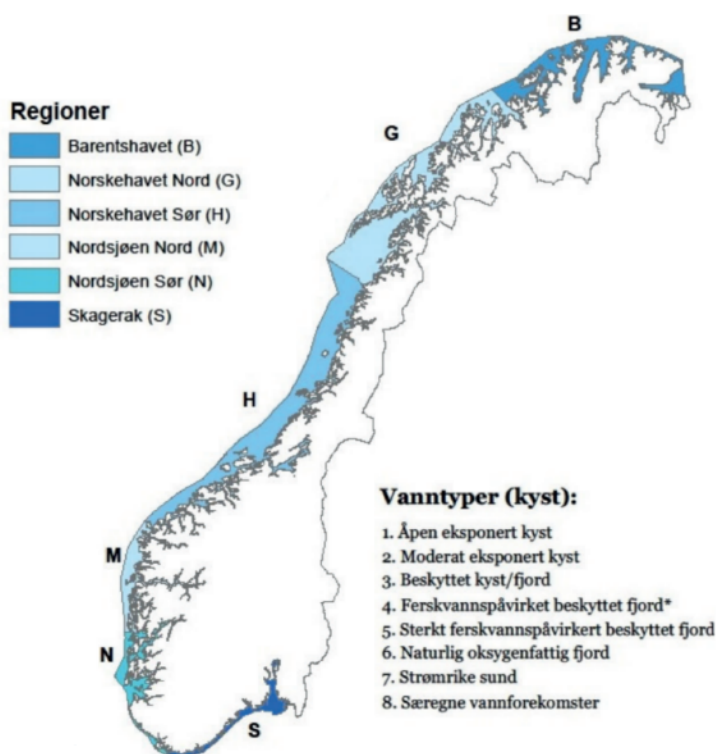 B
G
Regioner
Barentshavet (B)
Norskehavet Nord (G)
Norskehavet Sør (H)
Nordsjøen Nord (M)
Nordsjøen Sør (N)
Skagerak (S)
H
M
N
S
Vanntyper (kyst):
1. Åpen eksponert kyst
2. Moderat eksponert kyst
3. Beskyttet kyst/fjord
4. Ferskvannspåvirket beskyttet fjord*
5. Sterkt ferskvannspåvirkert beskyttet fjord
6. Naturlig oksygenfattig fjord
7. Strømrike sund
8. Særegne vannforekomster